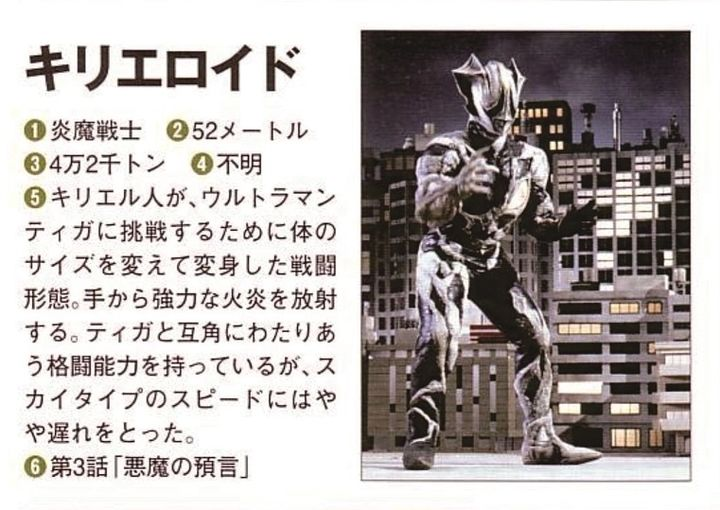 キリエロイド
❶炎魔戦士 ❷52メートル
❸4万2千トン ❹不明
❺キリエル人が、ウルトラマン
ティガに挑戦するために体の
サイズを変えて変身した戦闘
形態。手から強力な火炎を放射
する。ティガと互角にわたりあ
う格闘能力を持っているが、ス
カイタイプのスピードにはや
や遅れをとった。
❻第3話「悪魔の預言」